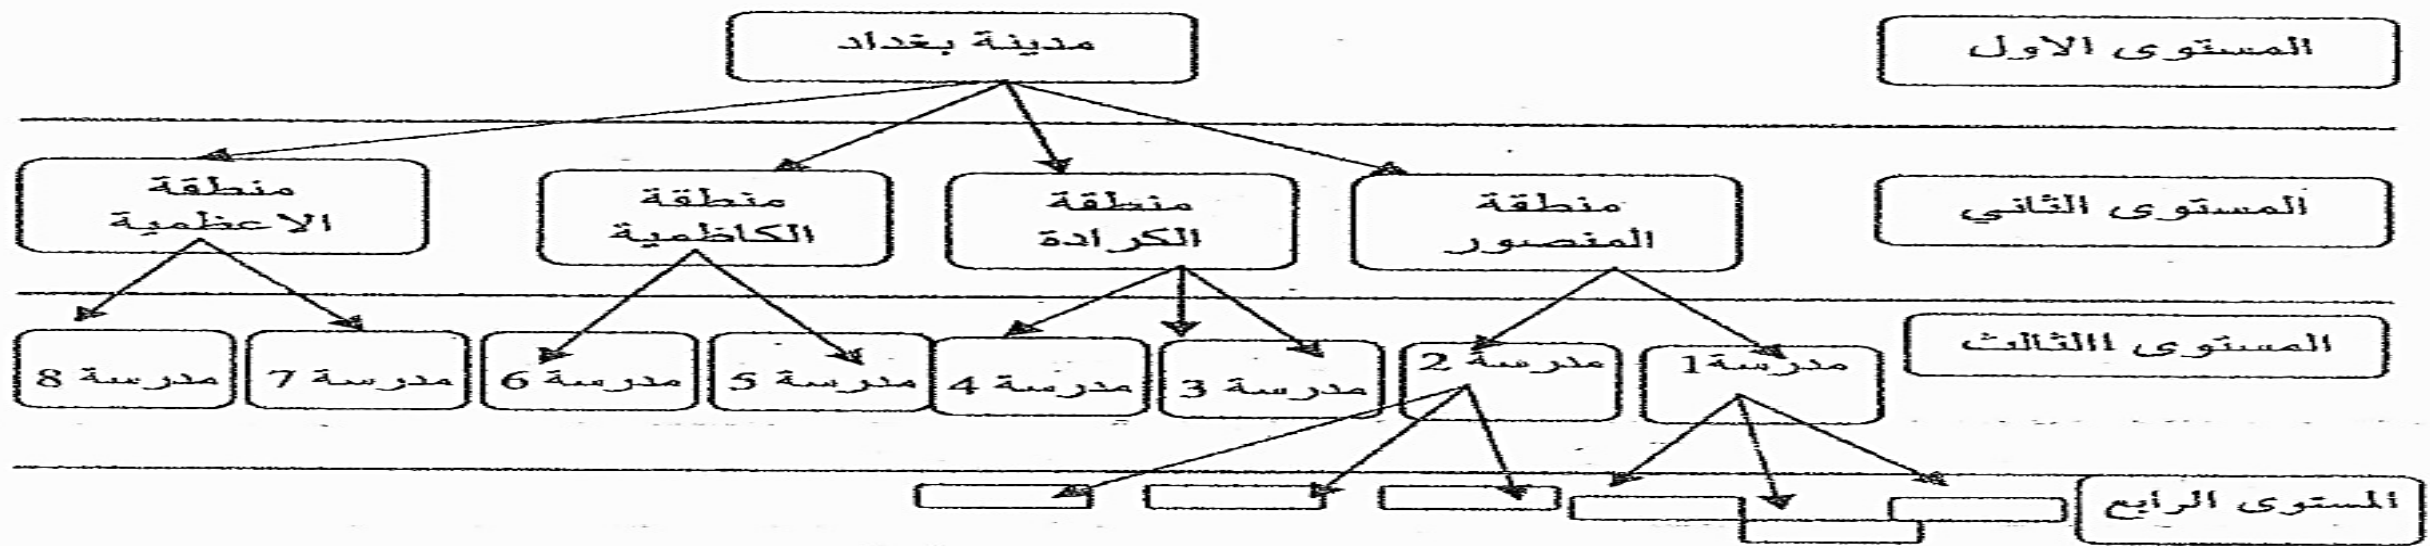 المستوى الاول
مدينة بغداد
المستوى الثاني
منطقة
المنصور
منطقة
الكرادة
منطقة
الكاظمية
منطقة
الاعظمية
المستوى االثالث
مدرسة1
مدرسة 2
مدرسة 3
مدرسة 4
مدرسة 5
مدرسة 6
مدرسة 7
مدرسة 8
المستوى الرابع